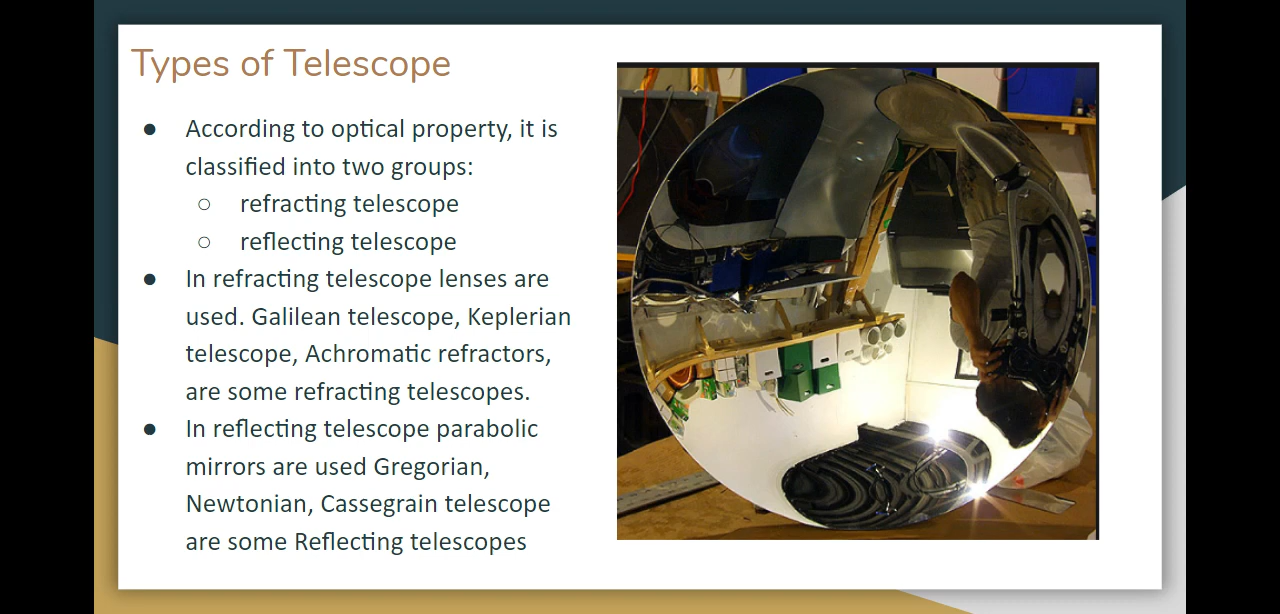 Types of Telescope
● According to optical property, it is
classified into two groups:
○ refracting telescope
○ reflecting telescope
● In refracting telescope lenses are
used. Galilean telescope, Keplerian
telescope, Achromatic refractors,
are some refracting telescopes.
● In reflecting telescope parabolic
mirrors are used Gregorian,
Newtonian, Cassegrain telescope
are some Reflecting telescopes